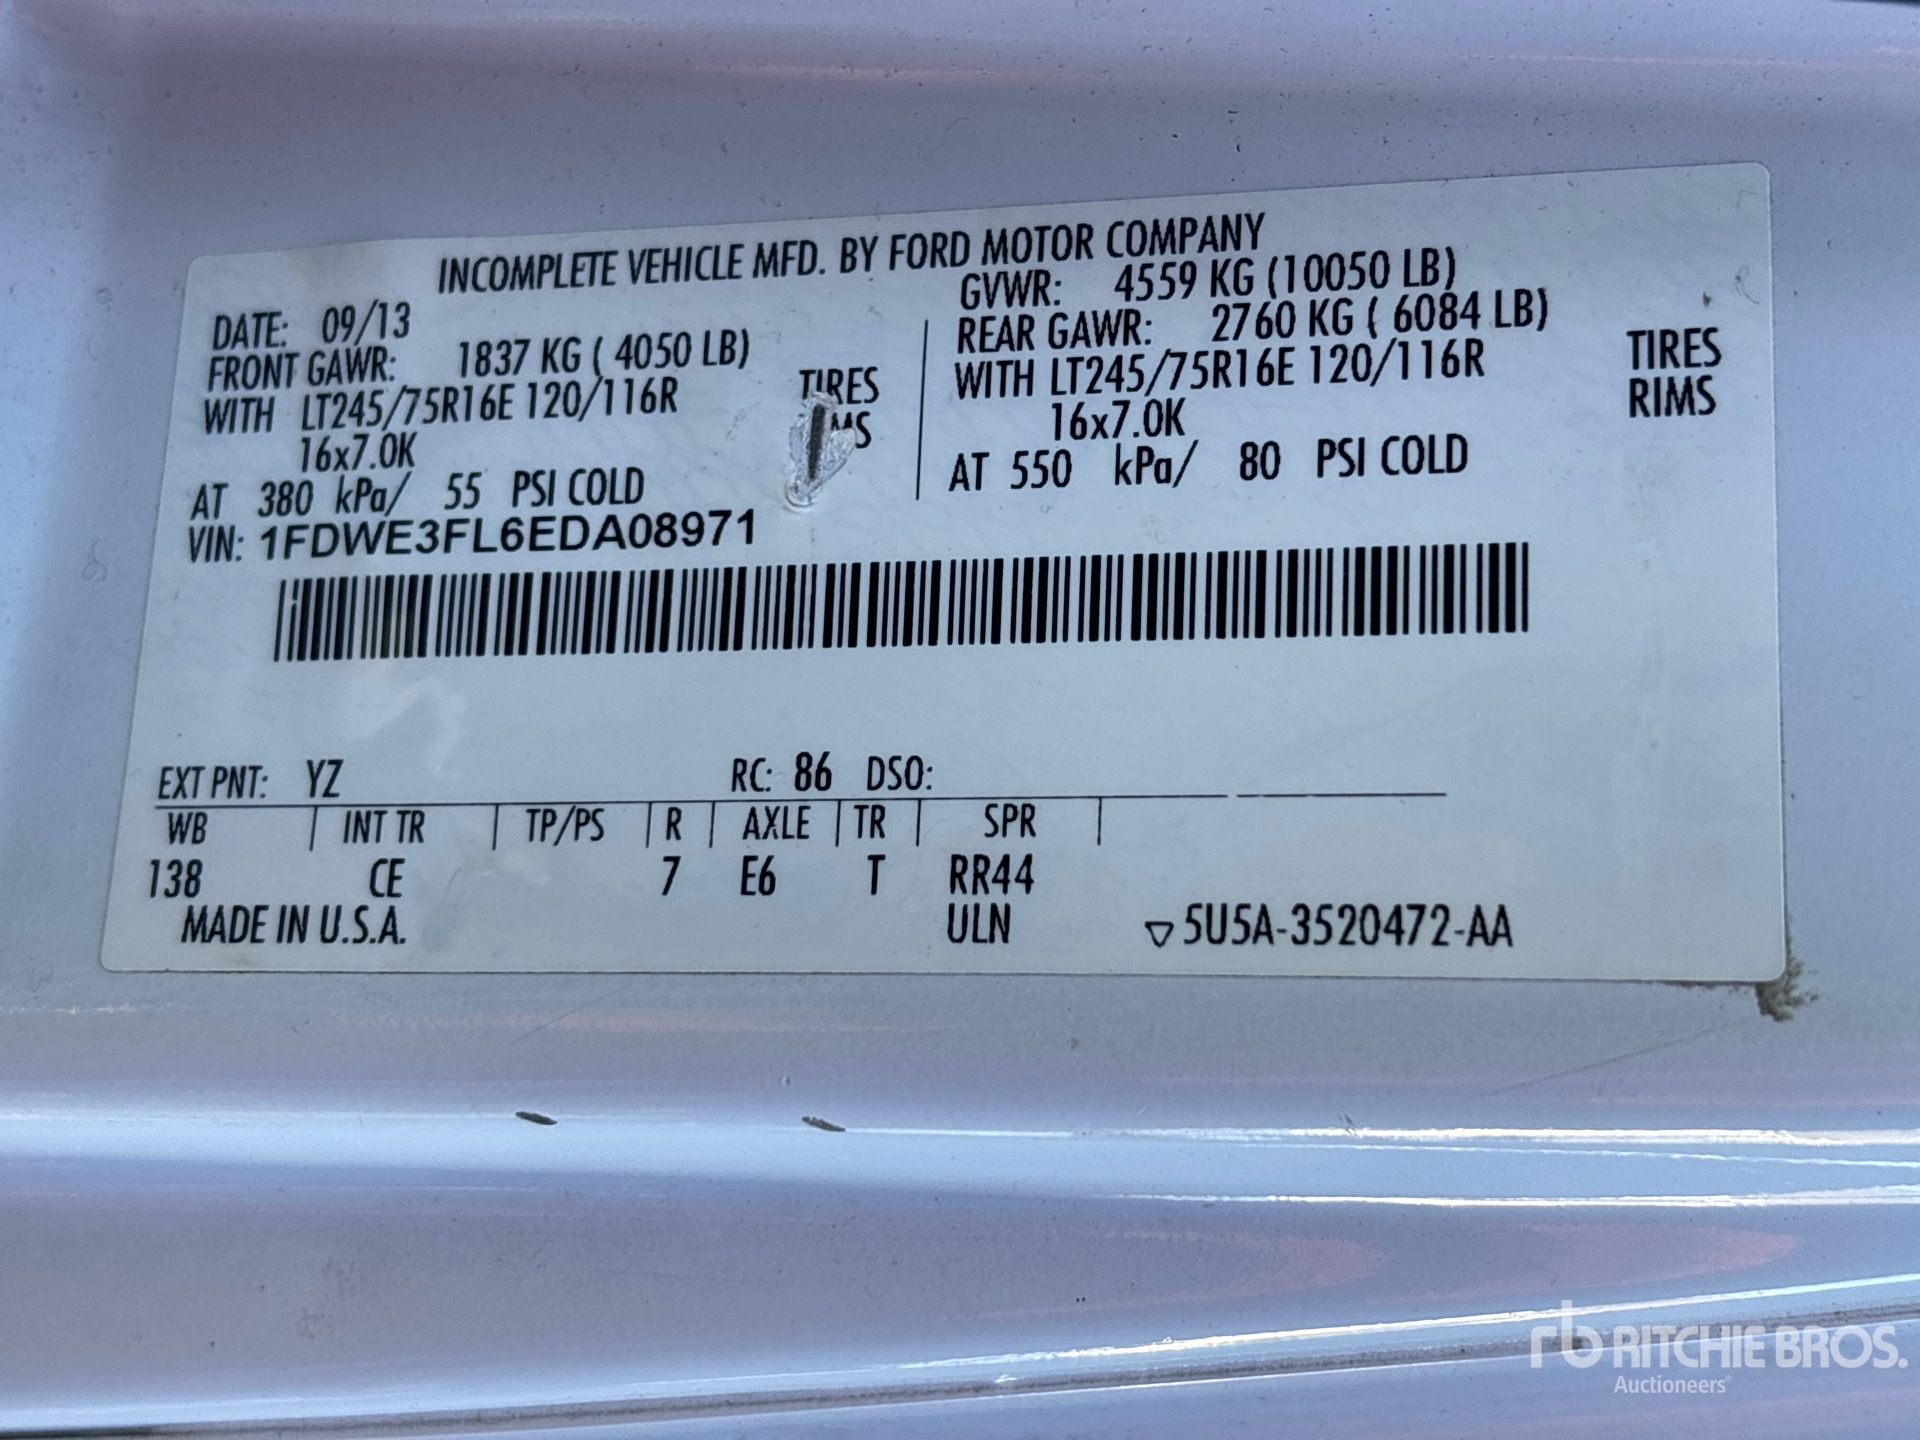 INCOMPLETE VEHICLE MFD. BY FORD MOTOR COMPANY
DATE: 09/13
FRONT GAWR: 1837 KG ( 4050 LB)
WITH LT245/75R16E 120/116R TIRES
16x7.0K
AT 380 kPa/ 55 PSI COLD
GVWR: 4559 KG (10050 LB)
REAR GAWR: 2760 KG ( 6084 LB)
WITH LT245/75R16E 120/116R TIRES
16x7.0K RIMS
AT 550 kPa/ 80 PSI COLD
VIN: 1FDWE3FL6EDA08971
EXT PNT: YZ RC: 86 DSO:
WB INT TR TP/PS R AXLE TR SPR
138 CE 7 E6 T RR44
MADE IN U.S.A. ULN ▽5U5A-3520472-AA
rb RITCHIE BROS.
Auctioneers